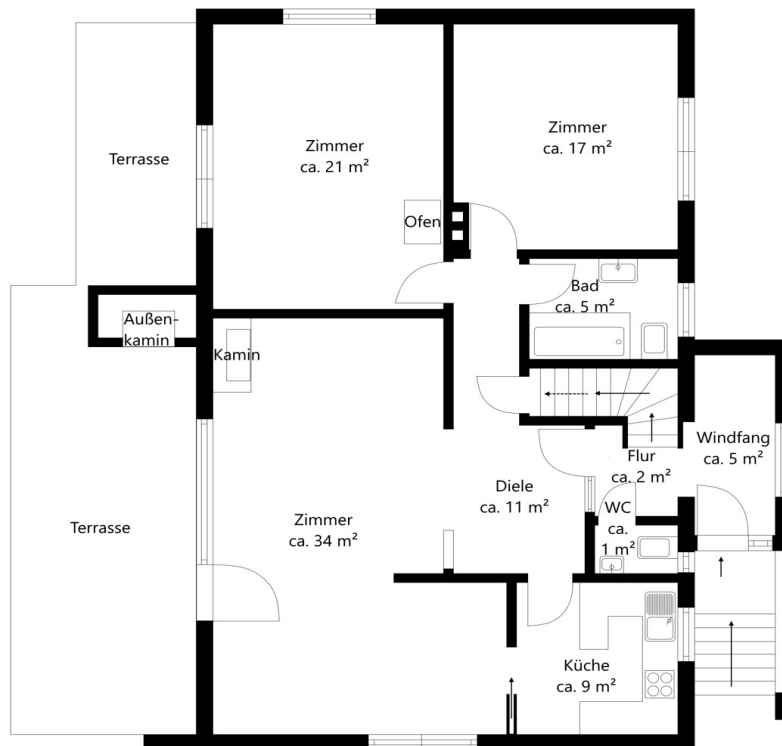 Zimmer
ca. 21 m²
Zimmer
ca. 17 m²
Terrasse
Ofen
Bad
ca. 5 m²
Außen-
kamin
Kamin
Windfang
ca. 5 m²
Flur
ca. 2 m²
Diele
ca. 11 m²
WC
ca.
1 m²
Zimmer
ca. 34 m²
Terrasse
Küche
ca. 9 m²